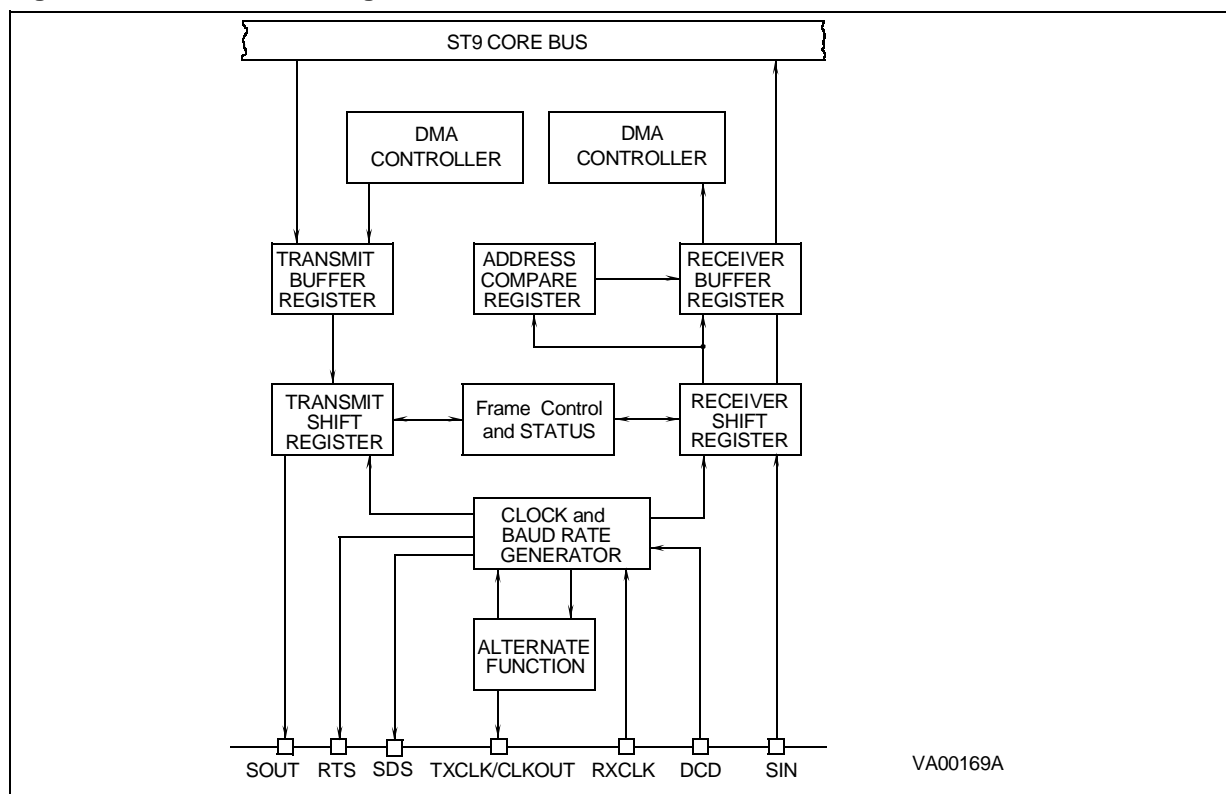 ST9 CORE BUS
DMA
CONTROLLER
DMA
CONTROLLER
TRANSMIT
BUFFER
REGISTER
ADDRESS
COMPARE
REGISTER
RECEIVER
BUFFER
REGISTER
TRANSMIT
SHIFT
REGISTER
Frame Control
and STATUS
RECEIVER
SHIFT
REGISTER
CLOCK and
BAUD RATE
GENERATOR
ALTERNATE
FUNCTION
SOUT RTS SDS TXCLK/CLKOUT RXCLK DCD SIN
VA00169A